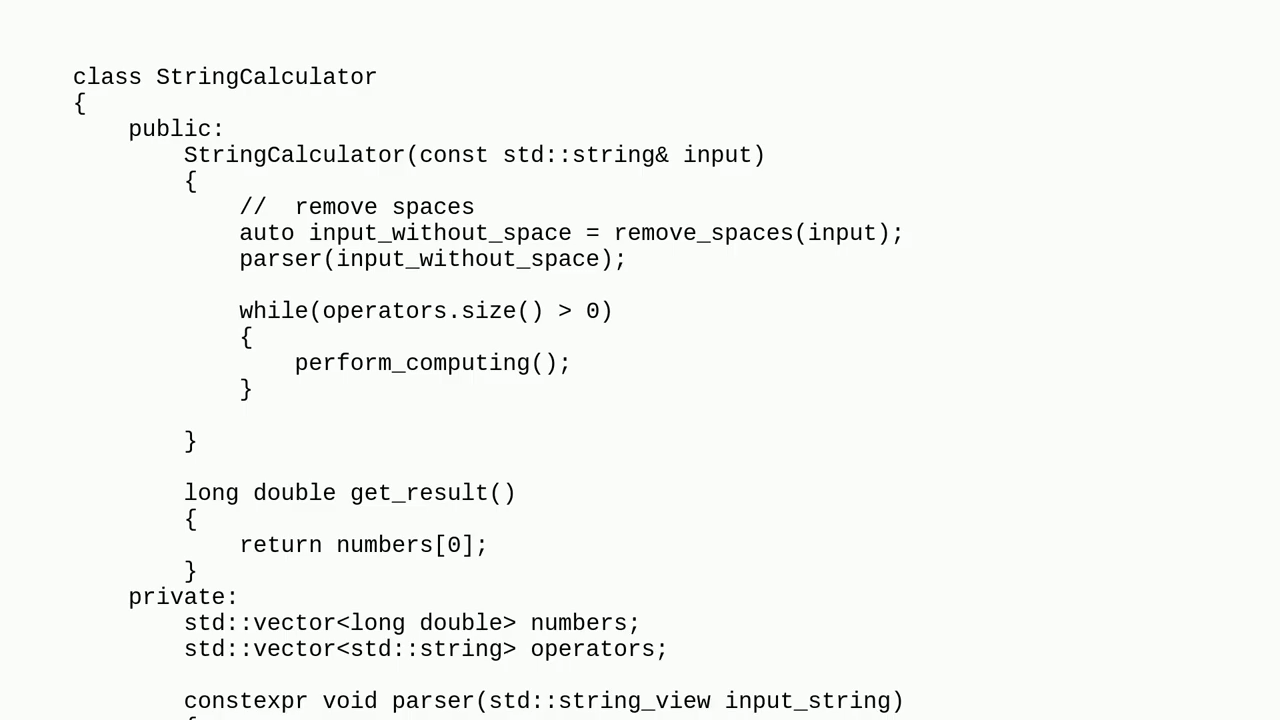 class StringCalculator
{
    public:
        StringCalculator(const std::string& input)
        {
            //  remove spaces
            auto input_without_space = remove_spaces(input);
            parser(input_without_space);

            while(operators.size() > 0)
            {
                perform_computing();
            }

        }

        long double get_result()
        {
            return numbers[0];
        }
    private:
        std::vector<long double> numbers;
        std::vector<std::string> operators;

        constexpr void parser(std::string_view input_string)
        {